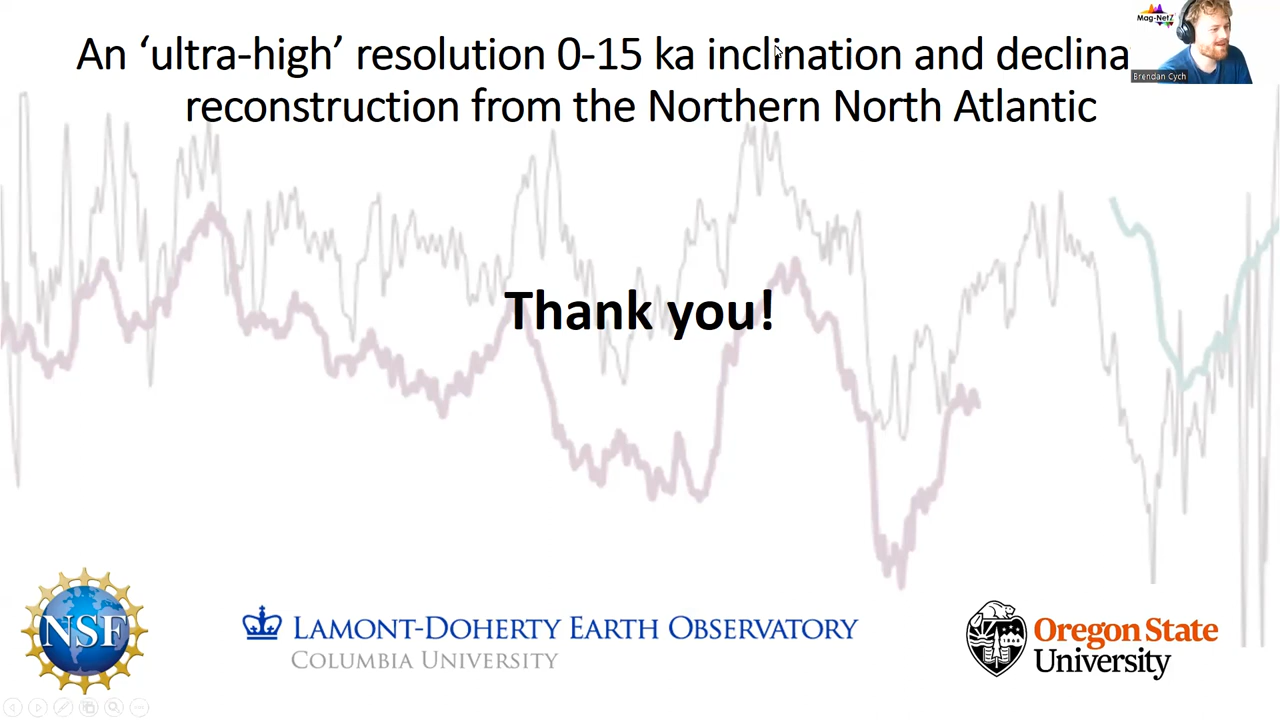 An ‘ultra-high’ resolution 0-15 ka inclination and declina
reconstruction from the Northern North Atlantic
Mag-NetZ
Brendan Cych
Thank you!
NSF
LAMONT-DOHERTY EARTH OBSERVATORY
COLUMBIA UNIVERSITY
Oregon State
University